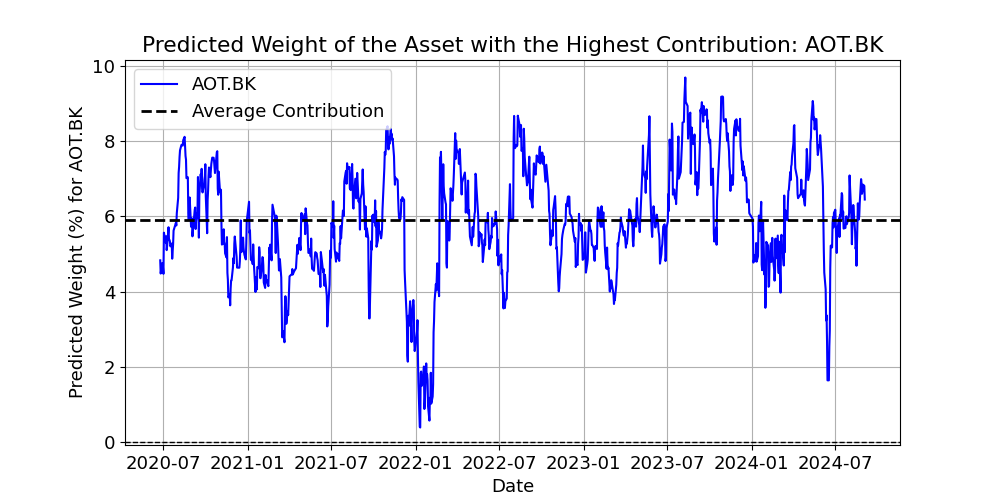 Predicted Weight of the Asset with the Highest Contribution: AOT.BK
AOT.BK
Average Contribution
Predicted Weight (%) for AOT.BK
10
8
6
4
2
0
2020-07 2021-01 2021-07 2022-01 2022-07 2023-01 2023-07 2024-01 2024-07
Date